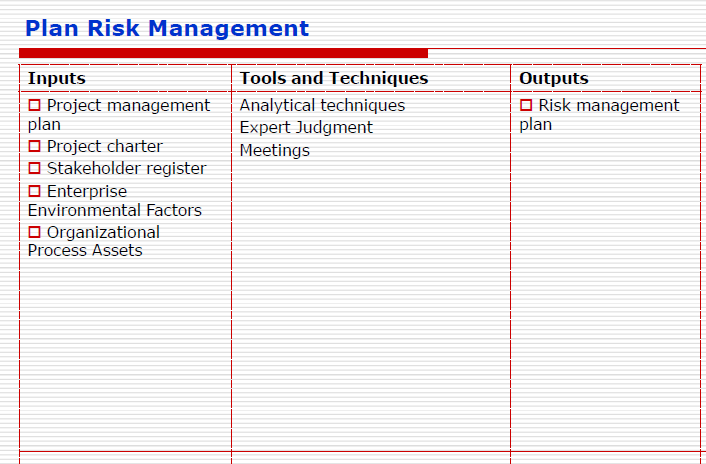 Plan Risk Management
Inputs
Tools and Techniques
Outputs
Project management
plan
Project charter
Stakeholder register
Enterprise
Environmental Factors
Organizational
Process Assets
Analytical techniques
Expert Judgment
Meetings
Risk management
plan